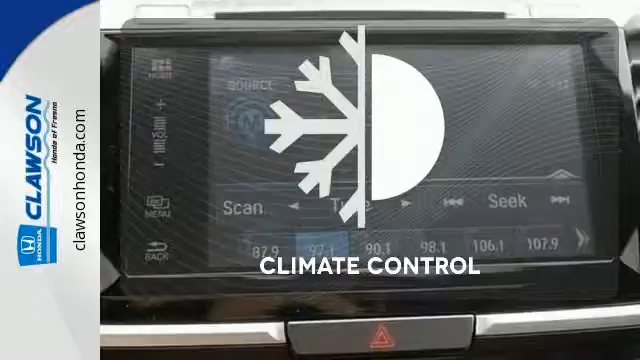 CLAWSON
Honda of Fresno
HONDA
clawsonhonda.com
HOME
SOURCE
+
VOL
-
MENU
BACK
Scan
Tune
Seek
87.9 97.1 90.1 98.1 106.1 107.9
CLIMATE CONTROL